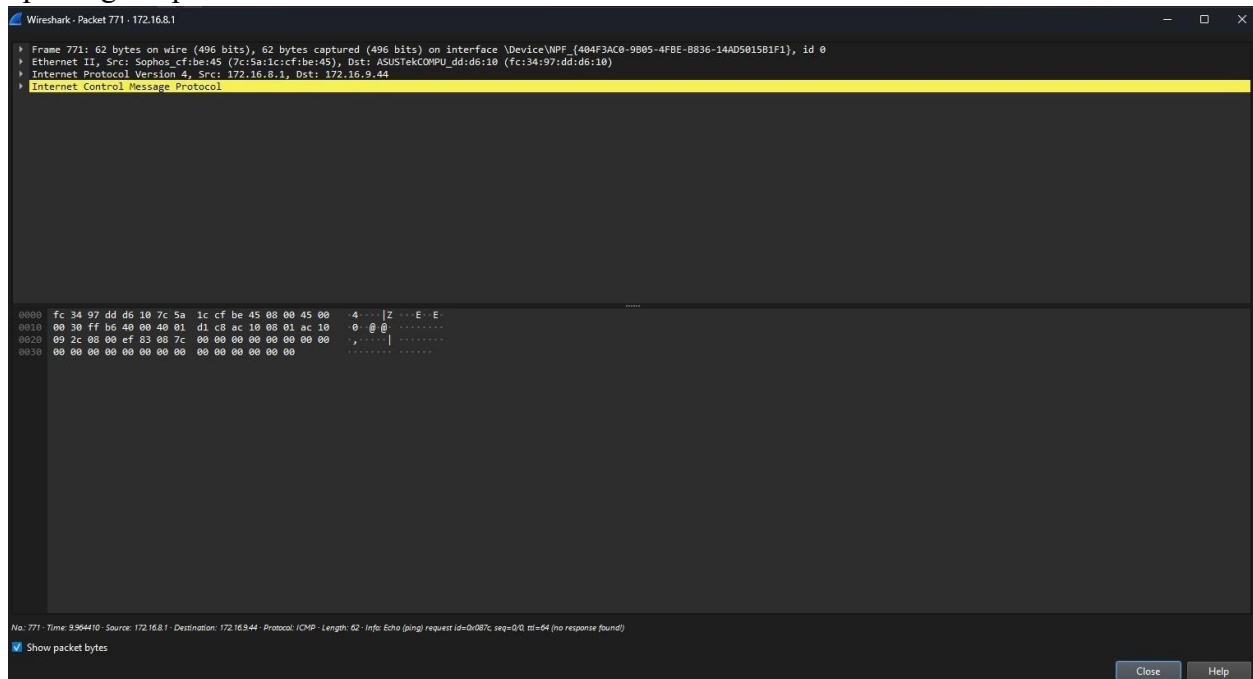 Wireshark · Packet 771 · 172.16.8.1
Frame 771: 62 bytes on wire (496 bits), 62 bytes captured (496 bits) on interface \Device\NPF_{404F3AC0-9B05-4FBE-B836-14AD5015B1F1}, id 0
Ethernet II, Src: Sophos_cf:be:45 (7c:5a:1c:cf:be:45), Dst: ASUSTekCOMPU_dd:d6:10 (fc:34:97:dd:d6:10)
Internet Protocol Version 4, Src: 172.16.8.1, Dst: 172.16.9.44
Internet Control Message Protocol
0000 fc 34 97 dd d6 10 7c 5a 1c cf be 45 08 00 45 00 ·4····|Z ···E··E·
0010 00 30 ff b6 40 00 40 01 d1 c8 ac 10 08 01 ac 10 ·0··@·@· ········
0020 09 2c 08 00 ef 83 08 7c 00 00 00 00 00 00 00 00 ·,·····| ········
0030 00 00 00 00 00 00 00 00 00 00 00 00 00 00 ········ ······
No.: 771 · Time: 9.964410 · Source: 172.16.8.1 · Destination: 172.16.9.44 · Protocol: ICMP · Length: 62 · Info: Echo (ping) request id=0x087c, seq=0/0, ttl=64 (no response found!)
Show packet bytes
Close Help